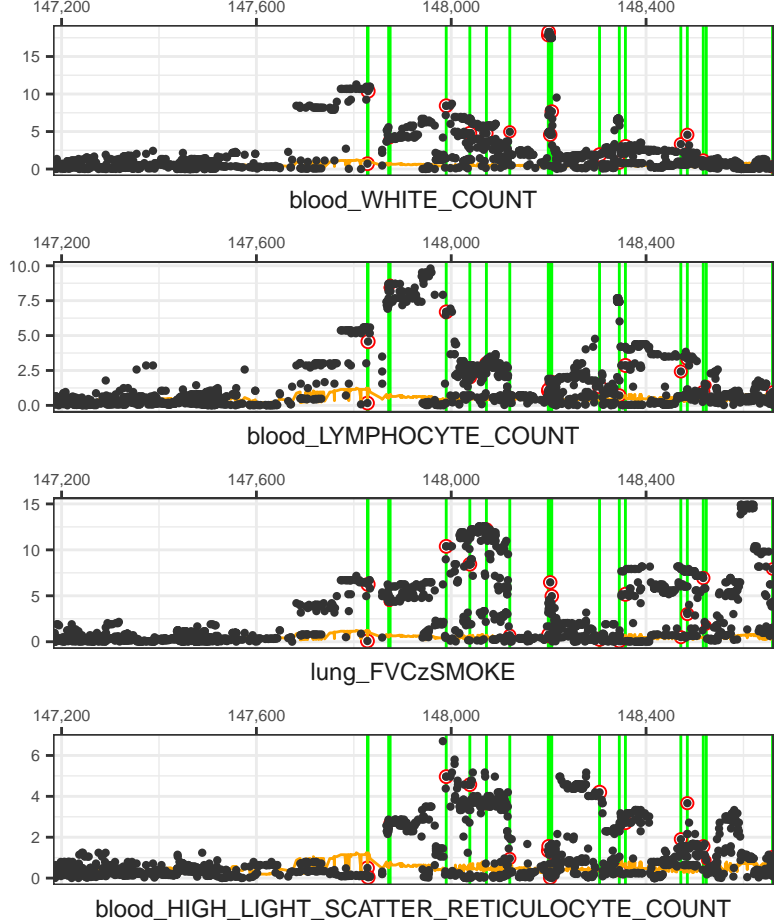 147,200 147,600 148,000 148,400
15
10
5
0
blood_WHITE_COUNT
147,200 147,600 148,000 148,400
10.0
7.5
5.0
2.5
0.0
blood_LYMPHOCYTE_COUNT
147,200 147,600 148,000 148,400
15
10
5
0
lung_FVCzSMOKE
147,200 147,600 148,000 148,400
6
4
2
0
blood_HIGH_LIGHT_SCATTER_RETICULOCYTE_COUNT